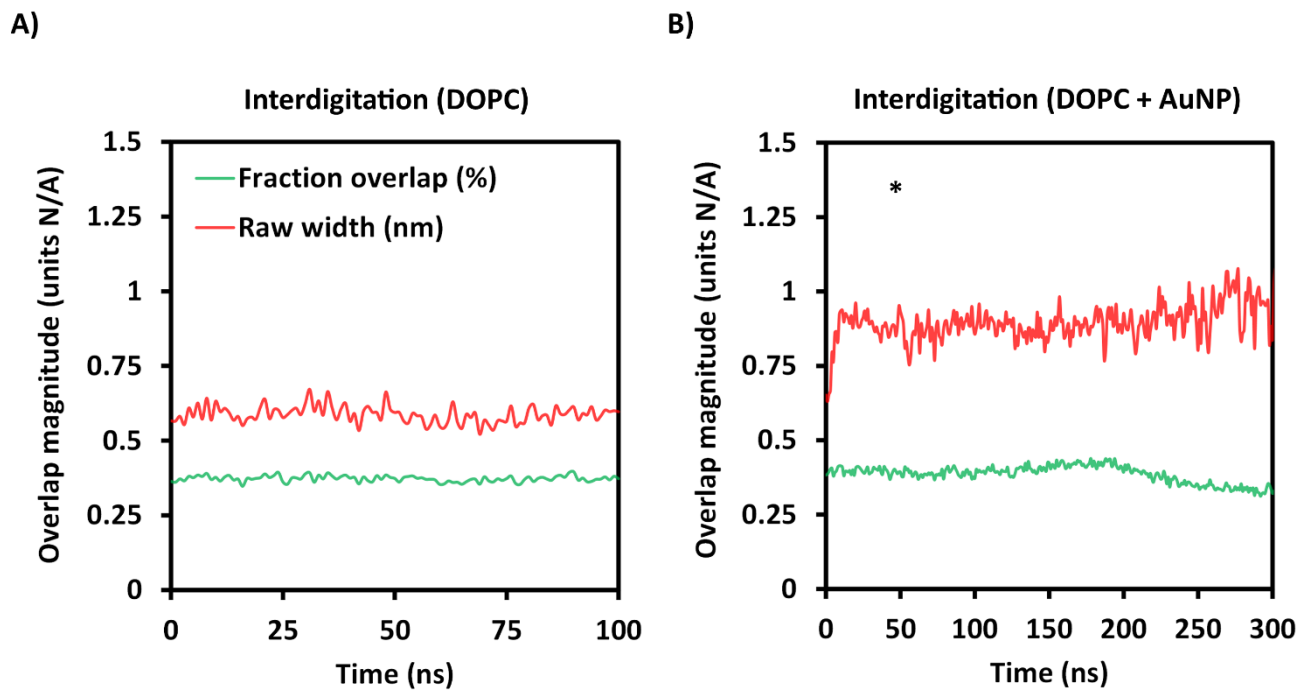 A)
Interdigitation (DOPC)
Overlap magnitude (units N/A)
1.5
1.25
1
0.75
0.5
0.25
0
Fraction overlap (%)
Raw width (nm)
0 25 50 75 100
Time (ns)
B)
Interdigitation (DOPC + AuNP)
Overlap magnitude (units N/A)
1.5
1.25
1
0.75
0.5
0.25
0
*
0 50 100 150 200 250 300
Time (ns)